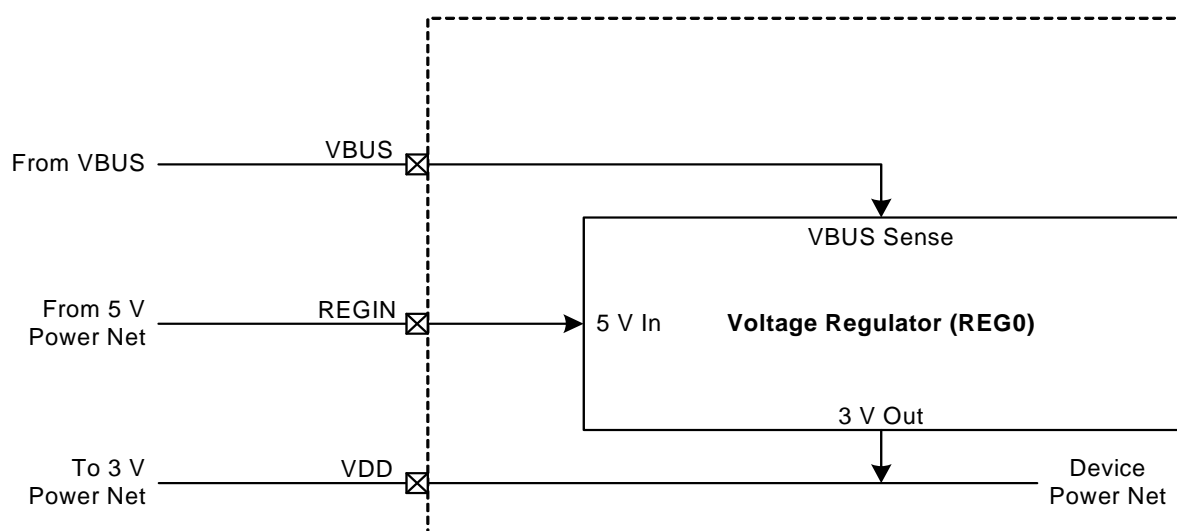 From VBUS
VBUS
VBUS Sense
From 5 V
Power Net
REGIN
5 V In
Voltage Regulator (REG0)
3 V Out
To 3 V
Power Net
VDD
Device
Power Net